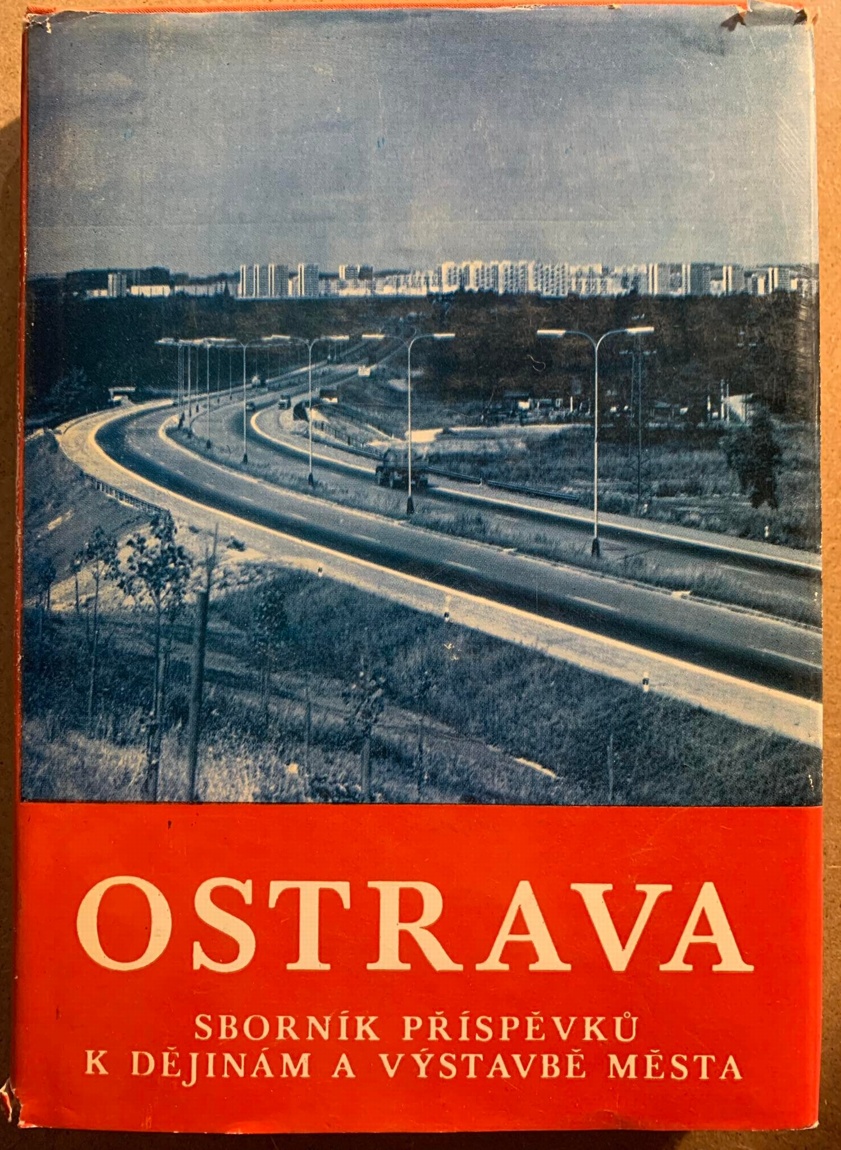 OSTRAVA
SBORNÍK PŘÍSPĚVKŮ
K DĚJINÁM A VÝSTAVBĚ MĚSTA